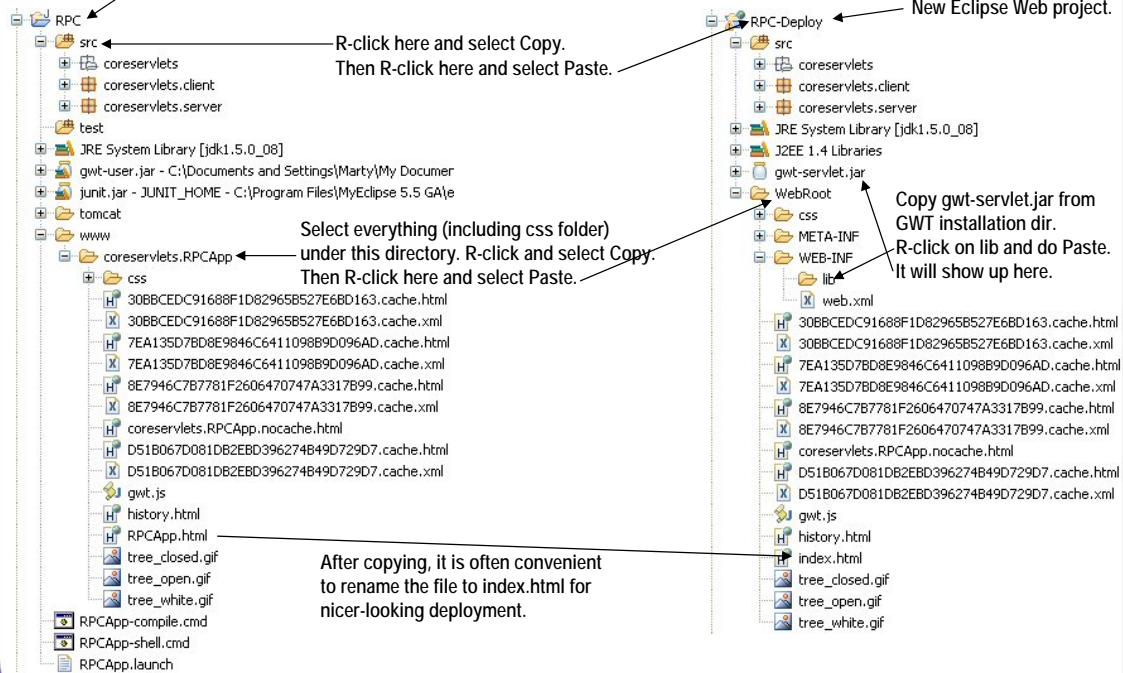 RPC
src
coreservlets
coreservlets.client
coreservlets.server
test
JRE System Library [jdk1.5.0_08]
gwt-user.jar - C:\Documents and Settings\Marty\My Documen
junit.jar - JUNIT_HOME - C:\Program Files\MyEclipse 5.5 GA\e
tomcat
www
coreservlets.RPCApp
css
30BBCEDC91688F1D82965B527E6BD163.cache.html
30BBCEDC91688F1D82965B527E6BD163.cache.xml
7EA135D7BD8E9846C6411098B9D096AD.cache.html
7EA135D7BD8E9846C6411098B9D096AD.cache.xml
8E7946C7B7781F2606470747A3317B99.cache.html
8E7946C7B7781F2606470747A3317B99.cache.xml
coreservlets.RPCApp.nocache.html
D51B067D081DB2EBD396274B49D729D7.cache.html
D51B067D081DB2EBD396274B49D729D7.cache.xml
gwt.js
history.html
RPCApp.html
tree_closed.gif
tree_open.gif
tree_white.gif
RPCApp-compile.cmd
RPCApp-shell.cmd
RPCApp.launch
R-click here and select Copy.
Then R-click here and select Paste.
Select everything (including css folder)
under this directory. R-click and select Copy.
Then R-click here and select Paste.
After copying, it is often convenient
to rename the file to index.html for
nicer-looking deployment.
New Eclipse Web project.
RPC-Deploy
src
coreservlets
coreservlets.client
coreservlets.server
JRE System Library [jdk1.5.0_08]
J2EE 1.4 Libraries
gwt-servlet.jar
WebRoot
css
META-INF
WEB-INF
lib
web.xml
30BBCEDC91688F1D82965B527E6BD163.cache.html
30BBCEDC91688F1D82965B527E6BD163.cache.xml
7EA135D7BD8E9846C6411098B9D096AD.cache.html
7EA135D7BD8E9846C6411098B9D096AD.cache.xml
8E7946C7B7781F2606470747A3317B99.cache.html
8E7946C7B7781F2606470747A3317B99.cache.xml
coreservlets.RPCApp.nocache.html
D51B067D081DB2EBD396274B49D729D7.cache.html
D51B067D081DB2EBD396274B49D729D7.cache.xml
gwt.js
history.html
index.html
tree_closed.gif
tree_open.gif
tree_white.gif
Copy gwt-servlet.jar from
GWT installation dir.
R-click on lib and do Paste.
It will show up here.